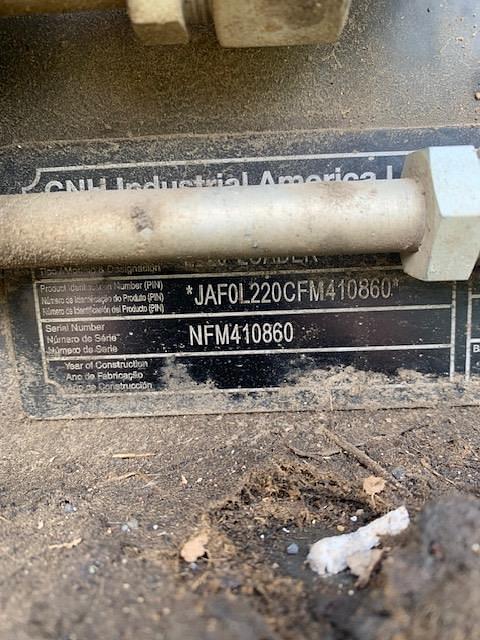 CNH Industrial America L
LOADER
Product Identification Number (PIN)
Número de Identificação do Produto (PIN)
Número de Identificación del Producto (PIN)
*JAF0L220CFM410860*
Serial Number
Número de Série
Número de Serie
NFM410860
Year of Construction
Ano de Fabricação
Año de Construcción
B